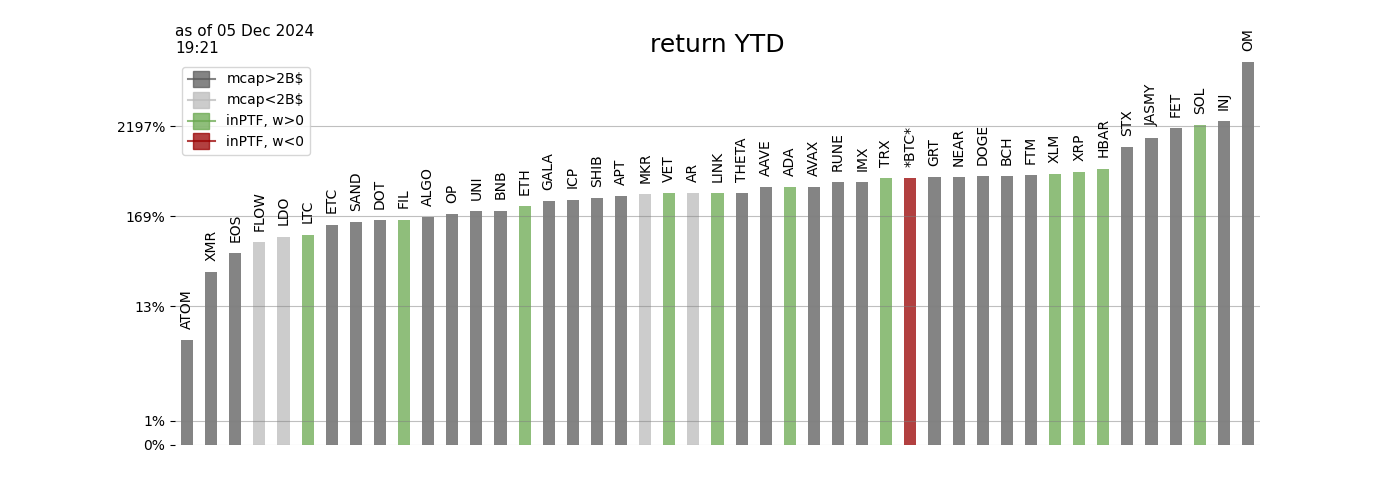 as of 05 Dec 2024
19:21
return YTD
mcap>2B$
mcap<2B$
inPTF, w>0
inPTF, w<0
2197%
169%
13%
1%
0%
ATOM
XMR
EOS
FLOW
LDO
LTC
ETC
SAND
DOT
FIL
ALGO
OP
UNI
BNB
ETH
GALA
ICP
SHIB
APT
MKR
VET
AR
LINK
THETA
AAVE
ADA
AVAX
RUNE
IMX
TRX
*BTC*
GRT
NEAR
DOGE
BCH
FTM
XLM
XRP
HBAR
STX
JASMY
FET
SOL
INJ
OM